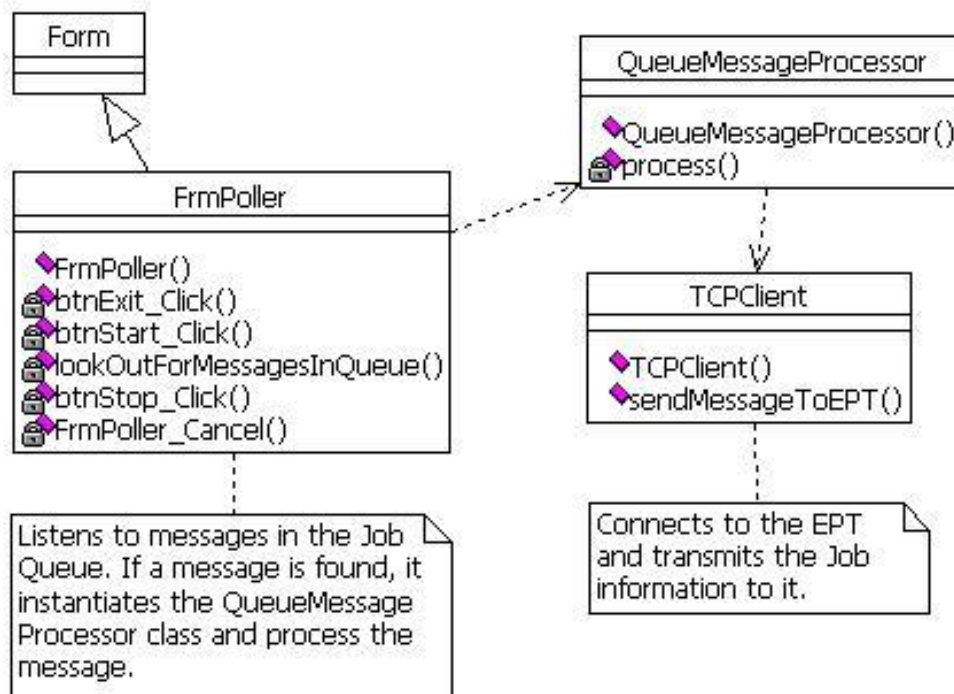 Form
QueueMessageProcessor
QueueMessageProcessor()
process()
FrmPoller
FrmPoller()
btnExit_Click()
btnStart_Click()
lookOutForMessagesInQueue()
btnStop_Click()
FrmPoller_Cancel()
TCPClient
TCPClient()
sendMessageToEPT()
Listens to messages in the Job
Queue. If a message is found, it
instantiates the QueueMessage
Processor class and process the
message.
Connects to the EPT
and transmits the Job
information to it.